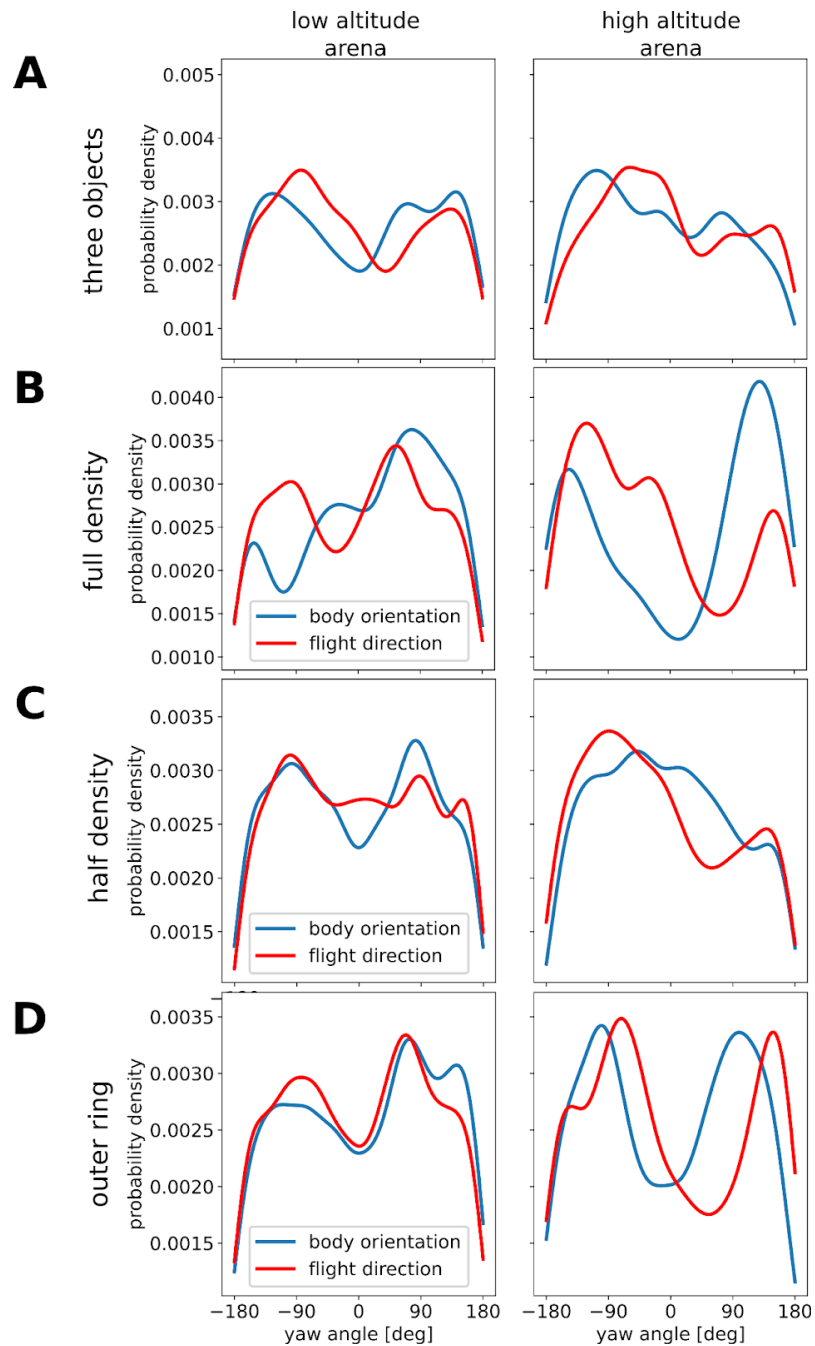 low altitude
arena
high altitude
arena
A
three objects
probability density
0.005
0.004
0.003
0.002
0.001
B
full density
probability density
0.0040
0.0035
0.0030
0.0025
0.0020
0.0015
0.0010
body orientation
flight direction
C
half density
probability density
0.0035
0.0030
0.0025
0.0020
0.0015
body orientation
flight direction
D
outer ring
probability density
0.0035
0.0030
0.0025
0.0020
0.0015
body orientation
flight direction
−180 −90 0 90 180
yaw angle [deg]
−180 −90 0 90 180
yaw angle [deg]